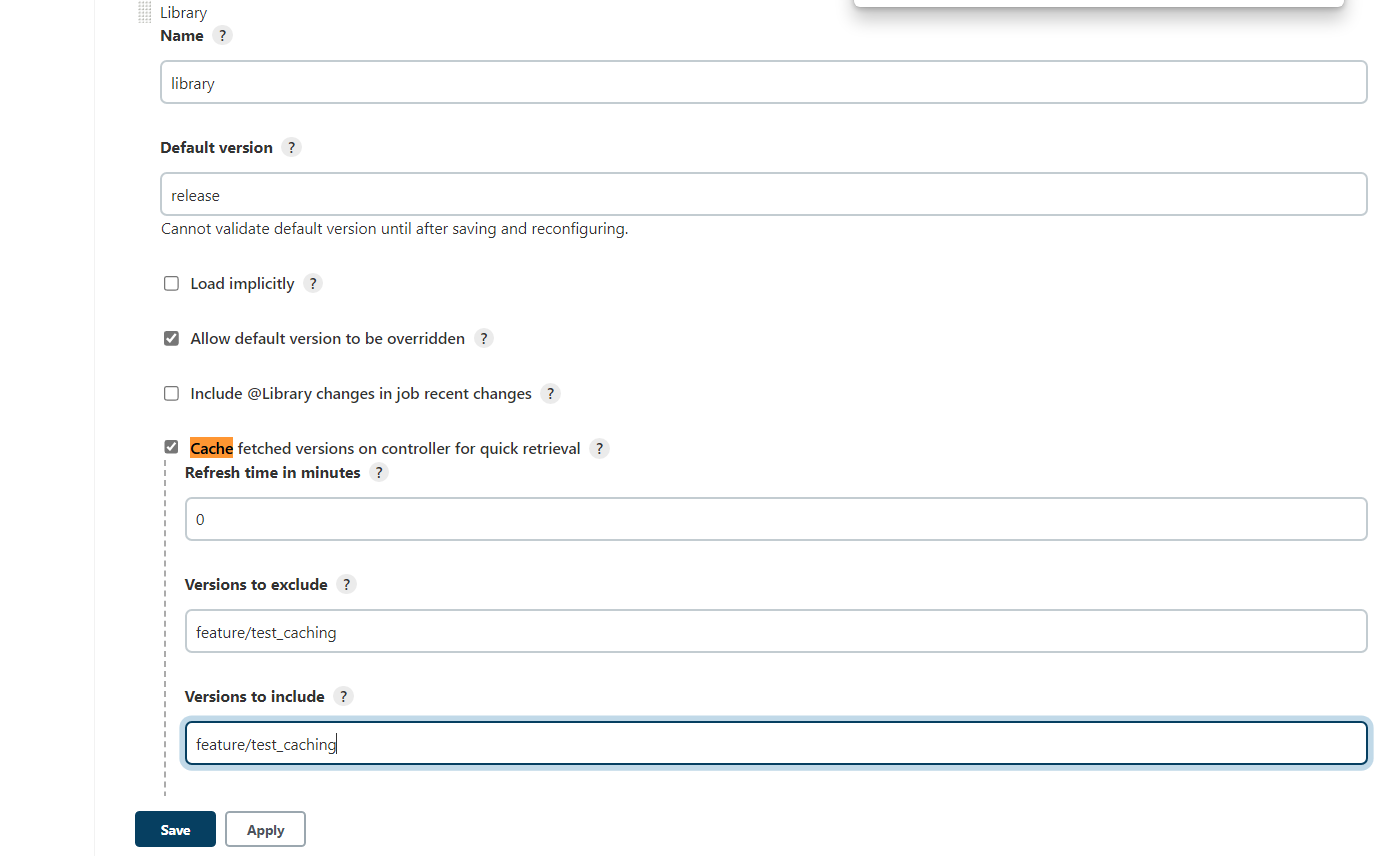 Library
Name ?
library
Default version ?
release
Cannot validate default version until after saving and reconfiguring.
Load implicitly ?
Allow default version to be overridden ?
Include @Library changes in job recent changes ?
Cache fetched versions on controller for quick retrieval ?
Refresh time in minutes ?
0
Versions to exclude ?
feature/test_caching
Versions to include ?
feature/test_caching
Save Apply